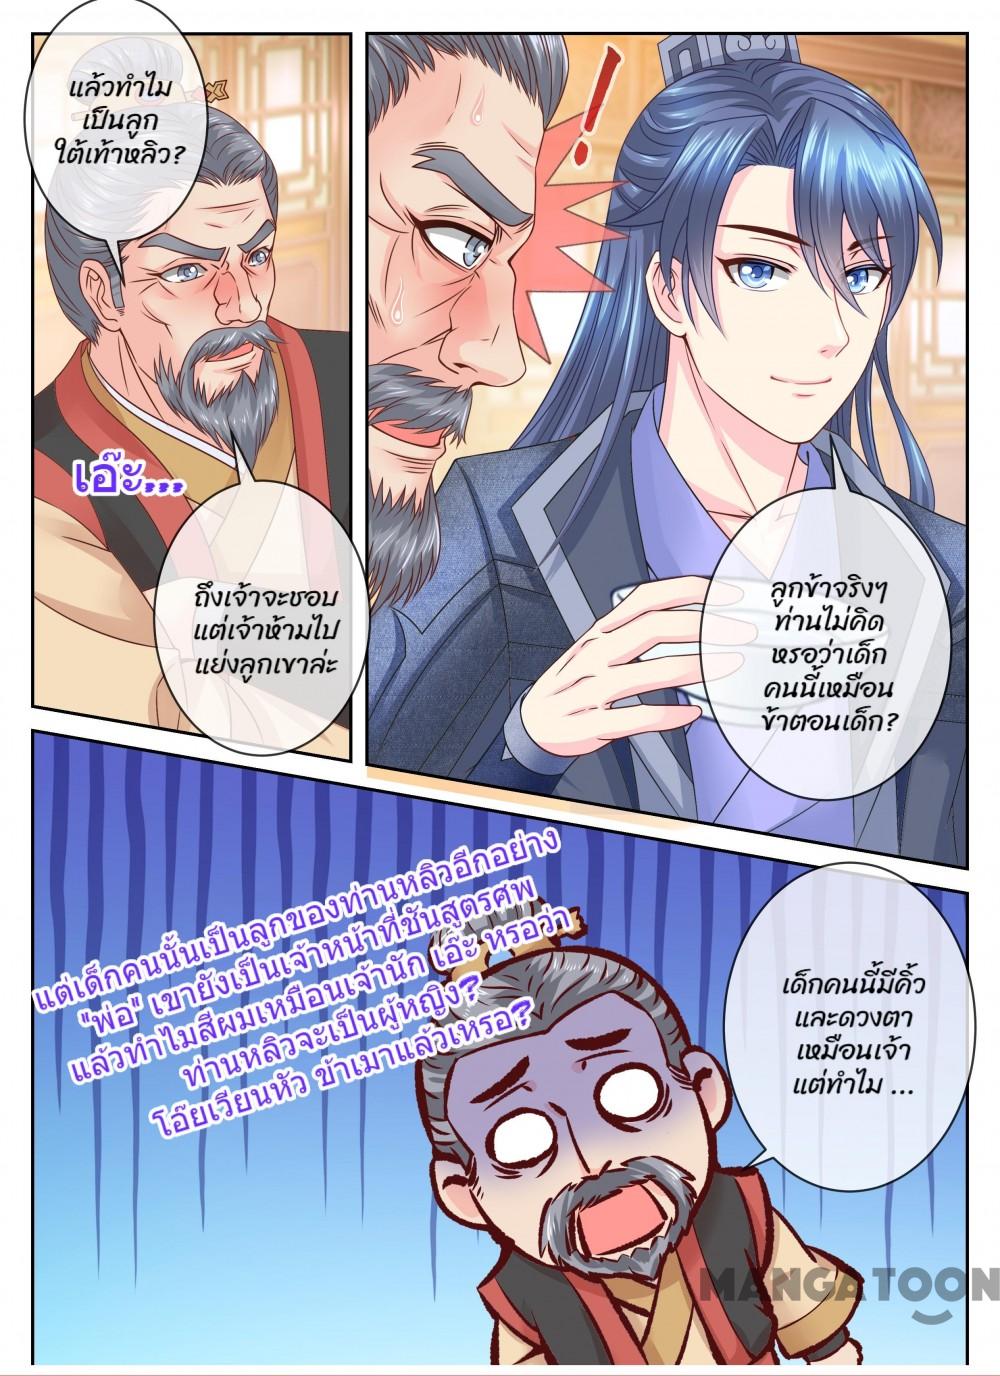 แล้วทำไม
เป็นลูก
ใต้เท้าหลิว?
เอ๊ะ...
ถึงเจ้าจะชอบ
แต่เจ้าห้ามไป
แย่งลูกเขาล่ะ
!
ลูกข้าจริงๆ
ท่านไม่คิด
หรอว่าเด็ก
คนนี้เหมือน
ข้าตอนเด็ก?
แต่เด็กคนนั้นเป็นลูกของท่านหลิวอีกอย่าง
"พ่อ" เขายังเป็นเจ้าหน้าที่ชันสูตรศพ
แล้วทำไมสีผมเหมือนเจ้านัก เอ๊ะ หรอว่า
ท่านหลิวจะเป็นผู้หญิง?
โอ๊ยเวียนหัว ข้าเมาแล้วเหรอ?
เด็กคนนี้มีคิ้ว
และดวงตา
เหมือนเจ้า
แต่ทำไม ...
MANGATOON